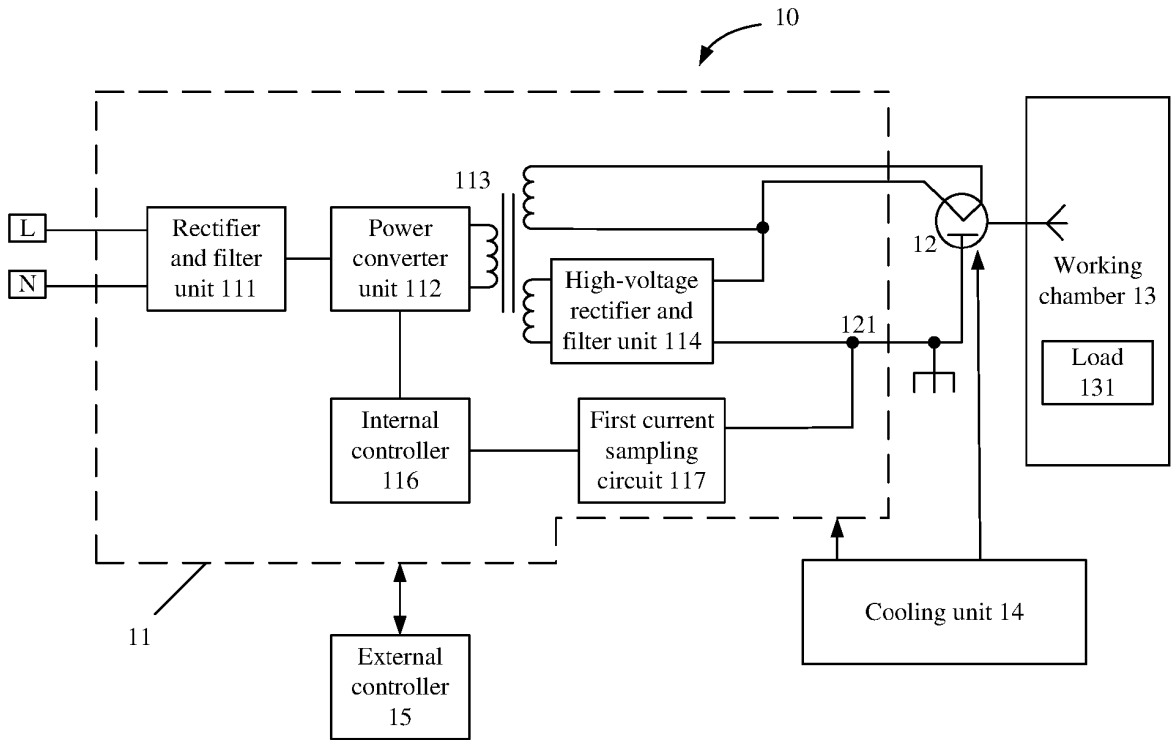 10
113
L
N
Rectifier
and filter
unit 111
Power
converter
unit 112
High-voltage
rectifier and
filter unit 114
12
121
Working
chamber 13
Load
131
Internal
controller
116
First current
sampling
circuit 117
11
External
controller
15
Cooling unit 14